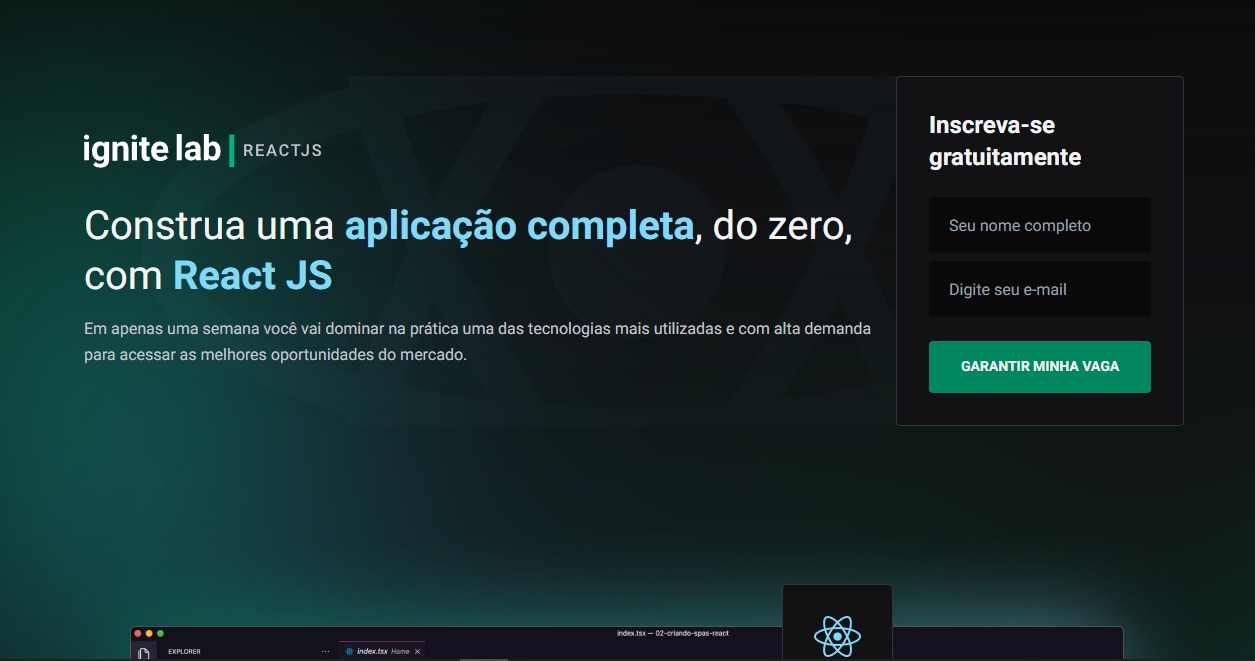 ignite lab | REACTJS
Construa uma aplicação completa, do zero,
com React JS
Em apenas uma semana você vai dominar na prática uma das tecnologias mais utilizadas e com alta demanda
para acessar as melhores oportunidades do mercado.
Inscreva-se
gratuitamente
Seu nome completo
Digite seu e-mail
GARANTIR MINHA VAGA
index.tsx — 02-criando-spas-react
EXPLORER
index.tsx Home